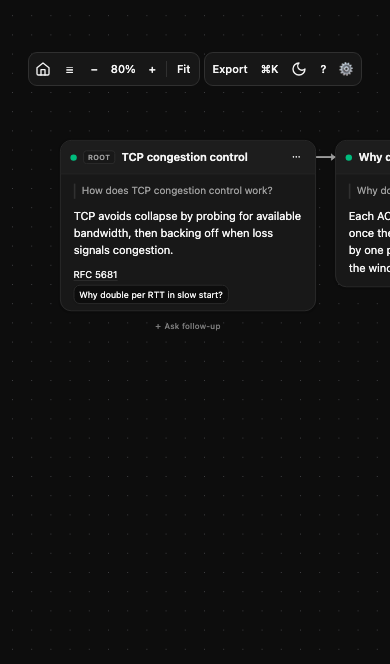 − 80% + Fit
Export ⌘K ?
ROOT TCP congestion control ...
How does TCP congestion control work?
TCP avoids collapse by probing for available
bandwidth, then backing off when loss
signals congestion.
RFC 5681
Why double per RTT in slow start?
+ Ask follow-up
Why d
Why do
Each AC
once the
by one p
the wind